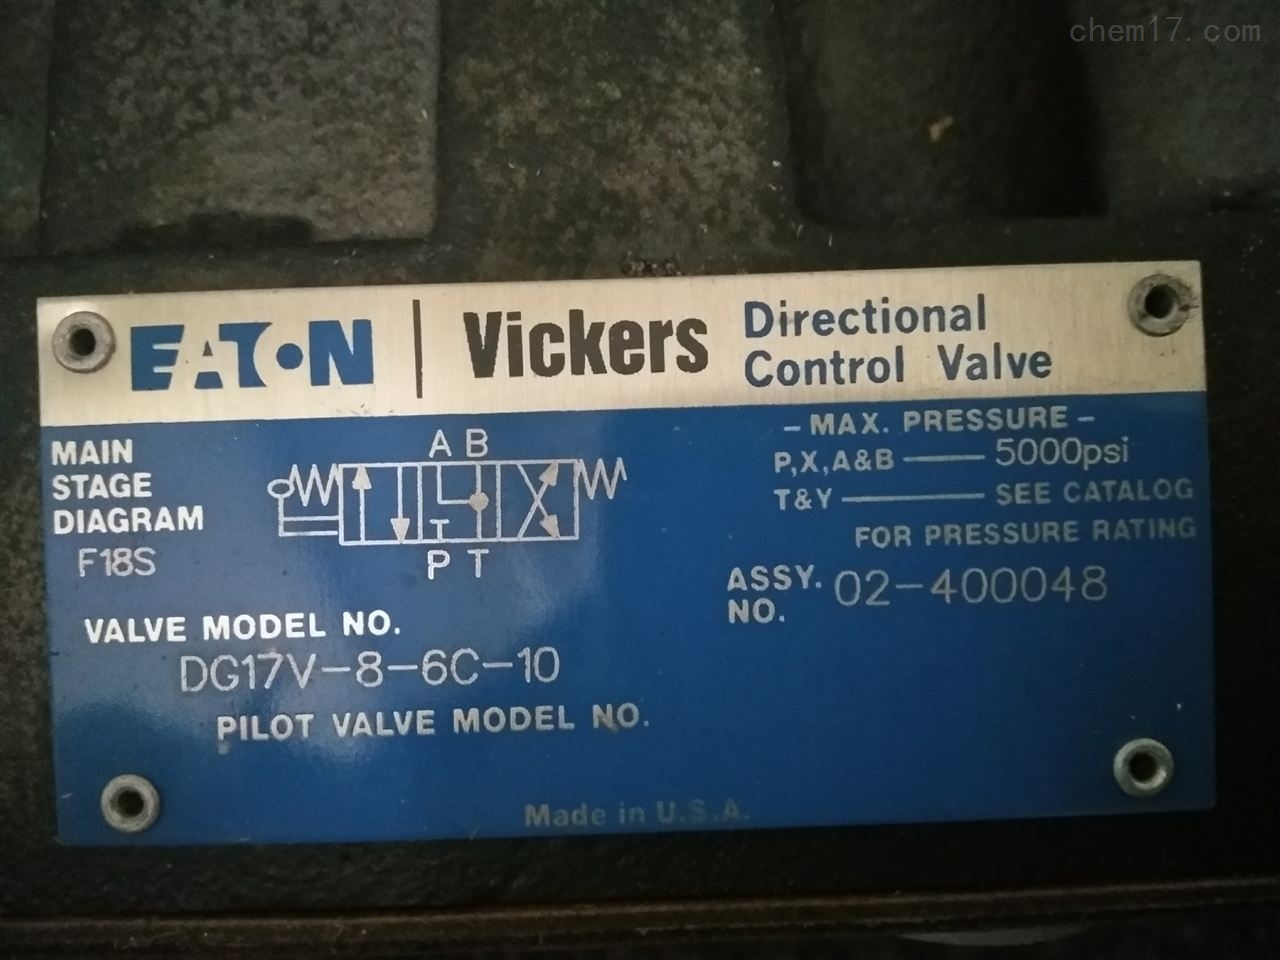 chem17.com
EATON | Vickers Directional
Control Valve
MAIN
STAGE
DIAGRAM
F18S
A B
T
P T
- MAX. PRESSURE -
P,X,A&B — 5000psi
T&Y — SEE CATALOG
FOR PRESSURE RATING
ASSY.
NO. 02-400048
VALVE MODEL NO.
DG17V-8-6C-10
PILOT VALVE MODEL NO.
Made in U.S.A.